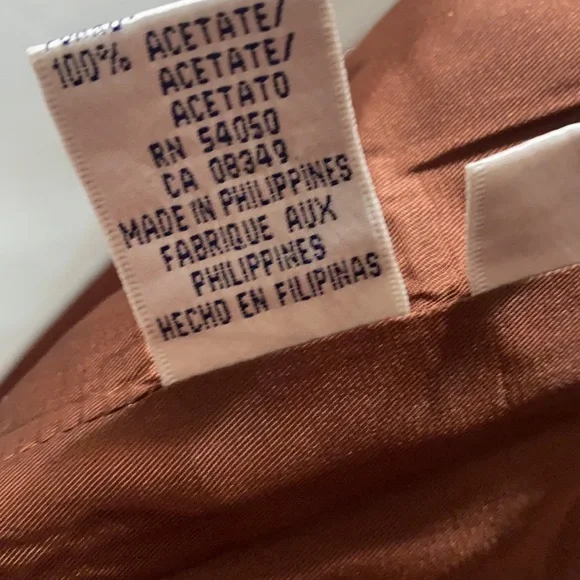 100% ACETATE/
ACETATE/
ACETATO
RN 54050
CA 08349
MADE IN PHILIPPINES
FABRIQUE AUX
PHILIPPINES
HECHO EN FILIPINAS